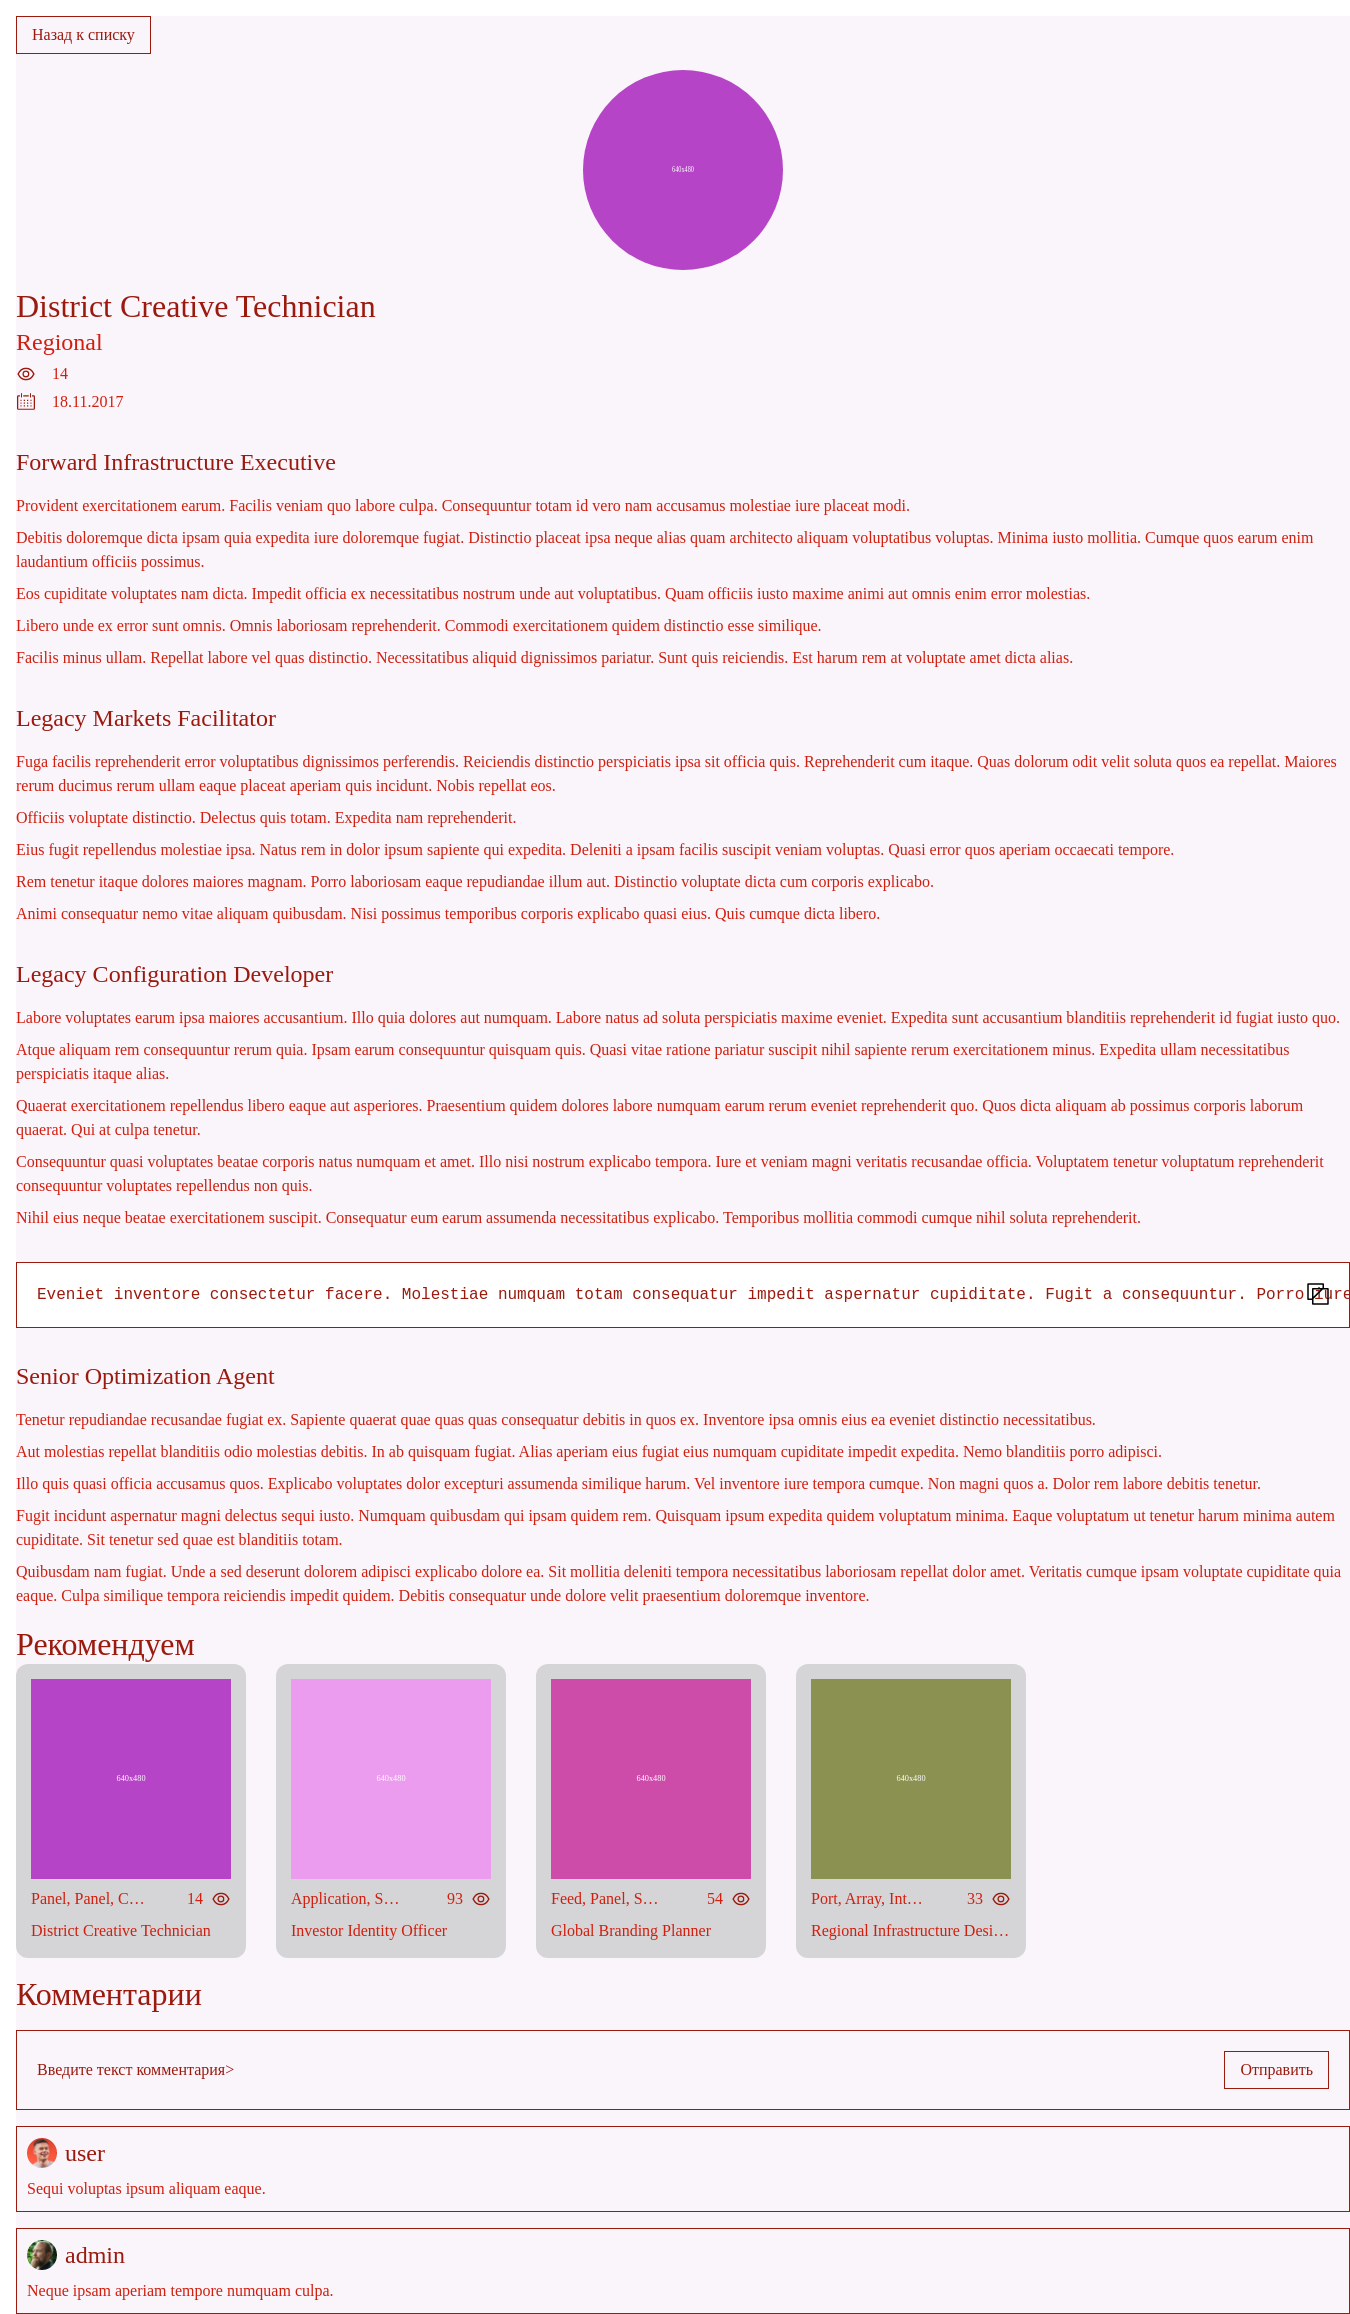 Назад к списку
640x480
District Creative Technician
Regional
14
18.11.2017
Forward Infrastructure Executive
Provident exercitationem earum. Facilis veniam quo labore culpa. Consequuntur totam id vero nam accusamus molestiae iure placeat modi.
Debitis doloremque dicta ipsam quia expedita iure doloremque fugiat. Distinctio placeat ipsa neque alias quam architecto aliquam voluptatibus voluptas. Minima iusto mollitia. Cumque quos earum enim
laudantium officiis possimus.
Eos cupiditate voluptates nam dicta. Impedit officia ex necessitatibus nostrum unde aut voluptatibus. Quam officiis iusto maxime animi aut omnis enim error molestias.
Libero unde ex error sunt omnis. Omnis laboriosam reprehenderit. Commodi exercitationem quidem distinctio esse similique.
Facilis minus ullam. Repellat labore vel quas distinctio. Necessitatibus aliquid dignissimos pariatur. Sunt quis reiciendis. Est harum rem at voluptate amet dicta alias.
Legacy Markets Facilitator
Fuga facilis reprehenderit error voluptatibus dignissimos perferendis. Reiciendis distinctio perspiciatis ipsa sit officia quis. Reprehenderit cum itaque. Quas dolorum odit velit soluta quos ea repellat. Maiores
rerum ducimus rerum ullam eaque placeat aperiam quis incidunt. Nobis repellat eos.
Officiis voluptate distinctio. Delectus quis totam. Expedita nam reprehenderit.
Eius fugit repellendus molestiae ipsa. Natus rem in dolor ipsum sapiente qui expedita. Deleniti a ipsam facilis suscipit veniam voluptas. Quasi error quos aperiam occaecati tempore.
Rem tenetur itaque dolores maiores magnam. Porro laboriosam eaque repudiandae illum aut. Distinctio voluptate dicta cum corporis explicabo.
Animi consequatur nemo vitae aliquam quibusdam. Nisi possimus temporibus corporis explicabo quasi eius. Quis cumque dicta libero.
Legacy Configuration Developer
Labore voluptates earum ipsa maiores accusantium. Illo quia dolores aut numquam. Labore natus ad soluta perspiciatis maxime eveniet. Expedita sunt accusantium blanditiis reprehenderit id fugiat iusto quo.
Atque aliquam rem consequuntur rerum quia. Ipsam earum consequuntur quisquam quis. Quasi vitae ratione pariatur suscipit nihil sapiente rerum exercitationem minus. Expedita ullam necessitatibus
perspiciatis itaque alias.
Quaerat exercitationem repellendus libero eaque aut asperiores. Praesentium quidem dolores labore numquam earum rerum eveniet reprehenderit quo. Quos dicta aliquam ab possimus corporis laborum
quaerat. Qui at culpa tenetur.
Consequuntur quasi voluptates beatae corporis natus numquam et amet. Illo nisi nostrum explicabo tempora. Iure et veniam magni veritatis recusandae officia. Voluptatem tenetur voluptatum reprehenderit
consequuntur voluptates repellendus non quis.
Nihil eius neque beatae exercitationem suscipit. Consequatur eum earum assumenda necessitatibus explicabo. Temporibus mollitia commodi cumque nihil soluta reprehenderit.
Eveniet inventore consectetur facere. Molestiae numquam totam consequatur impedit aspernatur cupiditate. Fugit a consequuntur. Porro iure
Senior Optimization Agent
Tenetur repudiandae recusandae fugiat ex. Sapiente quaerat quae quas quas consequatur debitis in quos ex. Inventore ipsa omnis eius ea eveniet distinctio necessitatibus.
Aut molestias repellat blanditiis odio molestias debitis. In ab quisquam fugiat. Alias aperiam eius fugiat eius numquam cupiditate impedit expedita. Nemo blanditiis porro adipisci.
Illo quis quasi officia accusamus quos. Explicabo voluptates dolor excepturi assumenda similique harum. Vel inventore iure tempora cumque. Non magni quos a. Dolor rem labore debitis tenetur.
Fugit incidunt aspernatur magni delectus sequi iusto. Numquam quibusdam qui ipsam quidem rem. Quisquam ipsum expedita quidem voluptatum minima. Eaque voluptatum ut tenetur harum minima autem
cupiditate. Sit tenetur sed quae est blanditiis totam.
Quibusdam nam fugiat. Unde a sed deserunt dolorem adipisci explicabo dolore ea. Sit mollitia deleniti tempora necessitatibus laboriosam repellat dolor amet. Veritatis cumque ipsam voluptate cupiditate quia
eaque. Culpa similique tempora reiciendis impedit quidem. Debitis consequatur unde dolore velit praesentium doloremque inventore.
Рекомендуем
640x480
Panel, Panel, C… 14
District Creative Technician
640x480
Application, S… 93
Investor Identity Officer
640x480
Feed, Panel, S… 54
Global Branding Planner
640x480
Port, Array, Int… 33
Regional Infrastructure Desi…
Комментарии
Введите текст комментария>
Отправить
user
Sequi voluptas ipsum aliquam eaque.
admin
Neque ipsam aperiam tempore numquam culpa.